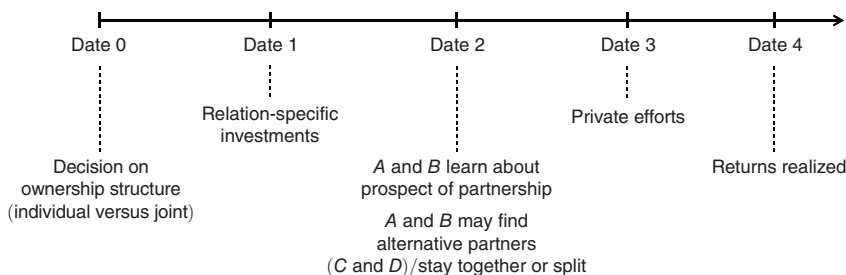 Date 0
Date 1
Date 2
Date 3
Date 4
Decision on
ownership structure
(individual versus joint)
Relation-specific
investments
A and B learn about
prospect of partnership
A and B may find
alternative partners
(C and D)/stay together or split
Private efforts
Returns realized